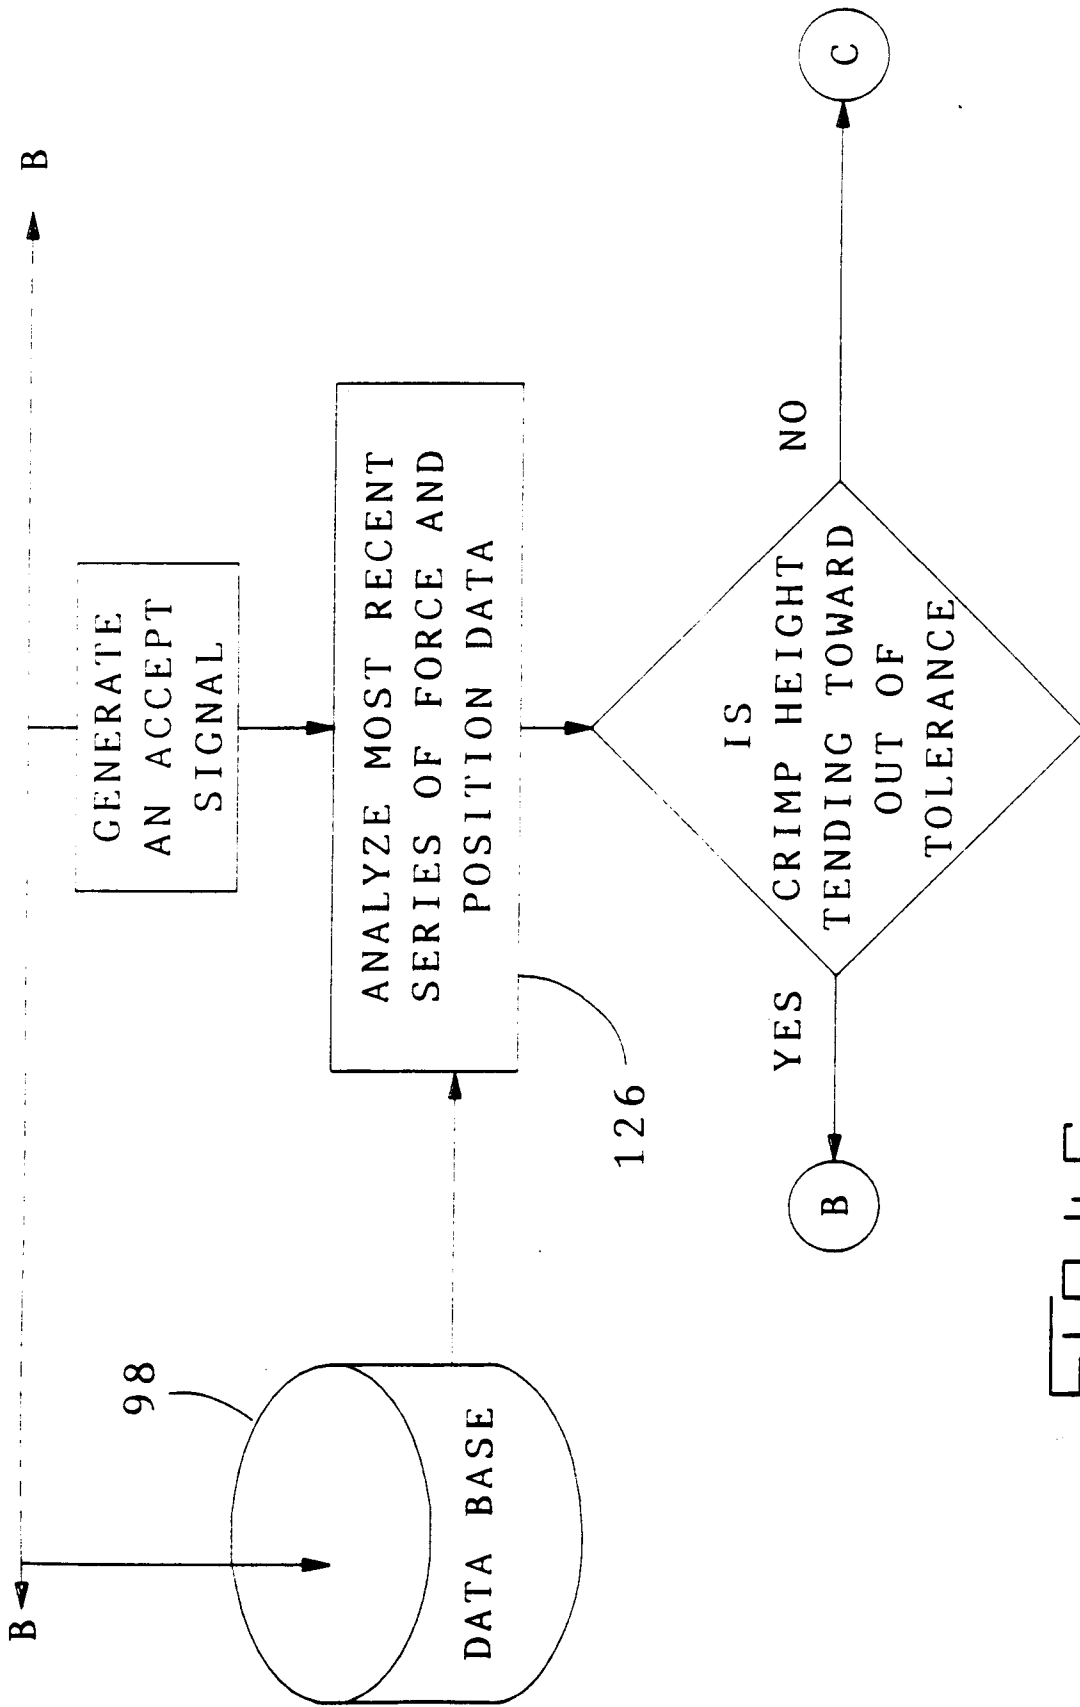 B
B
GENERATE
AN ACCEPT
SIGNAL
98
DATA BASE
ANALYZE MOST RECENT
SERIES OF FORCE AND
POSITION DATA
126
IS
CRIMP HEIGHT
TENDING TOWARD
OUT OF
TOLERANCE
YES
NO
B
C